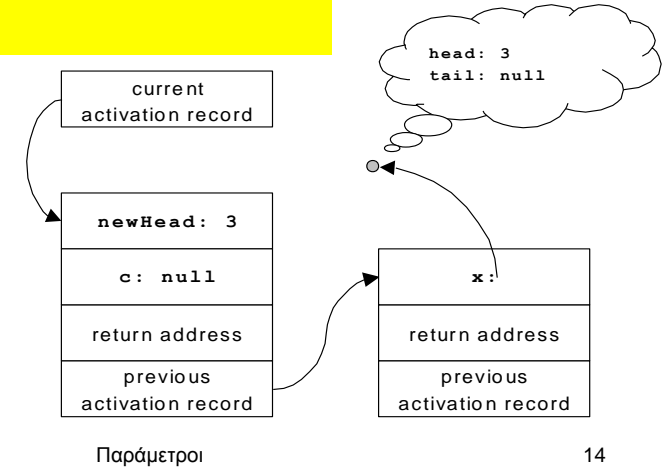 head: 3
tail: null
current
activation record
newHead: 3
c: null
return address
previous
activation record
x:
return address
previous
activation record
Παράμετροι
14